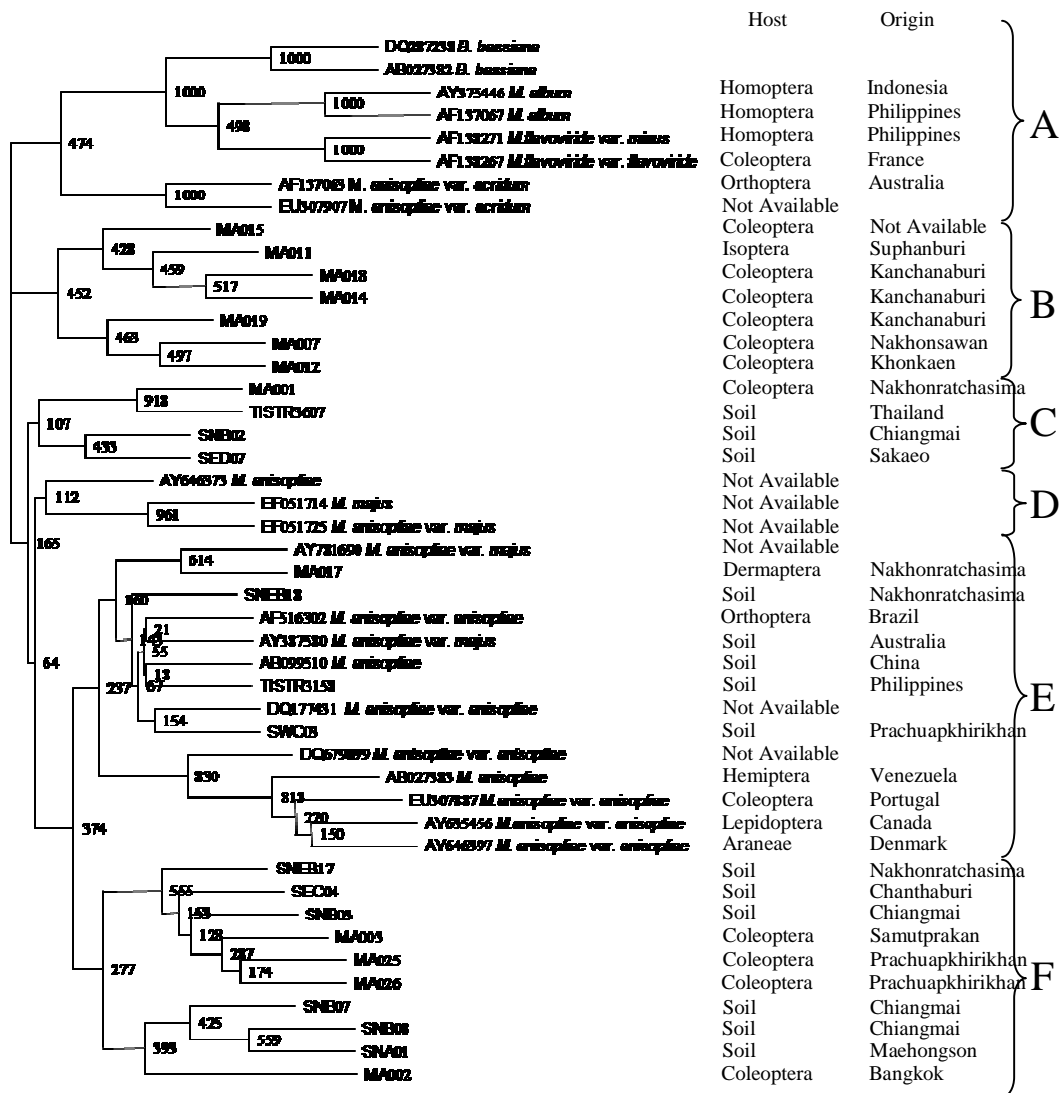 Host Origin
DQ287238 B. bassiana
1000
AB027382 B. bassiana
1000
AY375446 M. album Homoptera Indonesia
1000
AF137067 M. album Homoptera Philippines
498
AF138271 M.flavoviride var. minus Homoptera Philippines
1000
474
AF138267 M.flavoviride var. flavoviride Coleoptera France
A
AF137063 M. anisopliae var. acridum Orthoptera Australia
1000
EU307907 M. anisopliae var. acridum Not Available
MA015 Coleoptera Not Available
428
MA011 Isoptera Suphanburi
459
MA018 Coleoptera Kanchanaburi
517
452
MA014 Coleoptera Kanchanaburi
B
MA019 Coleoptera Kanchanaburi
463
MA007 Coleoptera Nakhonsawan
497
MA012 Coleoptera Khonkaen
MA001 Coleoptera Nakhonratchasima
918
TISTR3607 Soil Thailand
107
C
SNB02 Soil Chiangmai
433
SED07 Soil Sakaeo
AY646373 M. anisopliae Not Available
112
EF051714 M. majus Not Available
961
D
EF051725 M. anisopliae var. majus Not Available
165
AY781690 M. anisopliae var. majus Not Available
614
MA017 Dermaptera Nakhonratchasima
SNEB18 Soil Nakhonratchasima
AF516302 M. anisopliae var. anisopliae Orthoptera Brazil
21
AY387580 M. anisopliae var. majus Soil Australia
55
64
AB099510 M. anisopliae Soil China
13
237
67
TISTR3158 Soil Philippines
DQ177431 M. anisopliae var. anisopliae Not Available
154
SWC03 Soil Prachuapkhirikhan
E
DQ679899 M. anisopliae var. anisopliae Not Available
830
AB027383 M. anisopliae Hemiptera Venezuela
813
EU307887 M.anisopliae var. anisopliae Coleoptera Portugal
220
AY635456 M.anisopliae var. anisopliae Lepidoptera Canada
374
150
AY646397 M. anisopliae var. anisopliae Araneae Denmark
SNEB17 Soil Nakhonratchasima
SEC04 Soil Chanthaburi
SNB03 Soil Chiangmai
128
MA003 Coleoptera Samutprakan
287
MA025 Coleoptera Prachuapkhirikhan
277
174
F
MA026 Coleoptera Prachuapkhirikhan
SNB07 Soil Chiangmai
425
SNB08 Soil Chiangmai
559
393
SNA01 Soil Maehongson
MA002 Coleoptera Bangkok